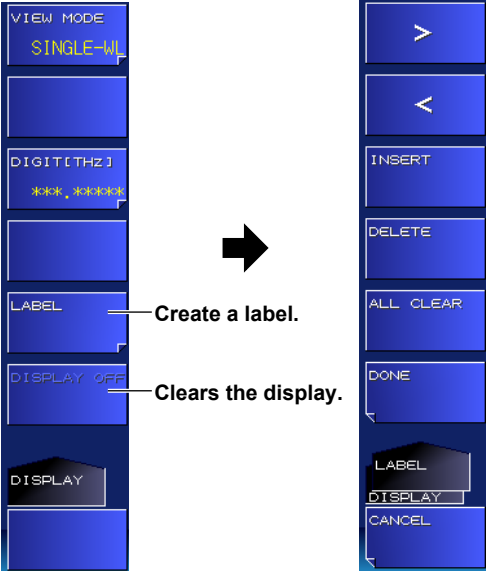 VIEW MODE
SINGLE-WL
DIGIT[THz]
***.*****
LABEL
DISPLAY OFF
DISPLAY
Create a label.
Clears the display.
>
<
INSERT
DELETE
ALL CLEAR
DONE
LABEL
DISPLAY
CANCEL